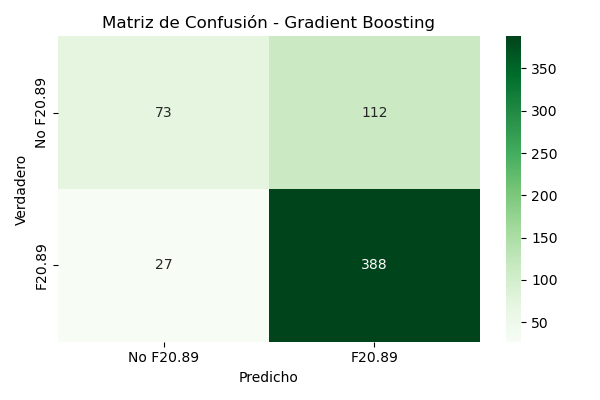 Matriz de Confusión - Gradient Boosting
Verdadero
No F20.89
73
112
F20.89
27
388
No F20.89
F20.89
Predicho
350
300
250
200
150
100
50